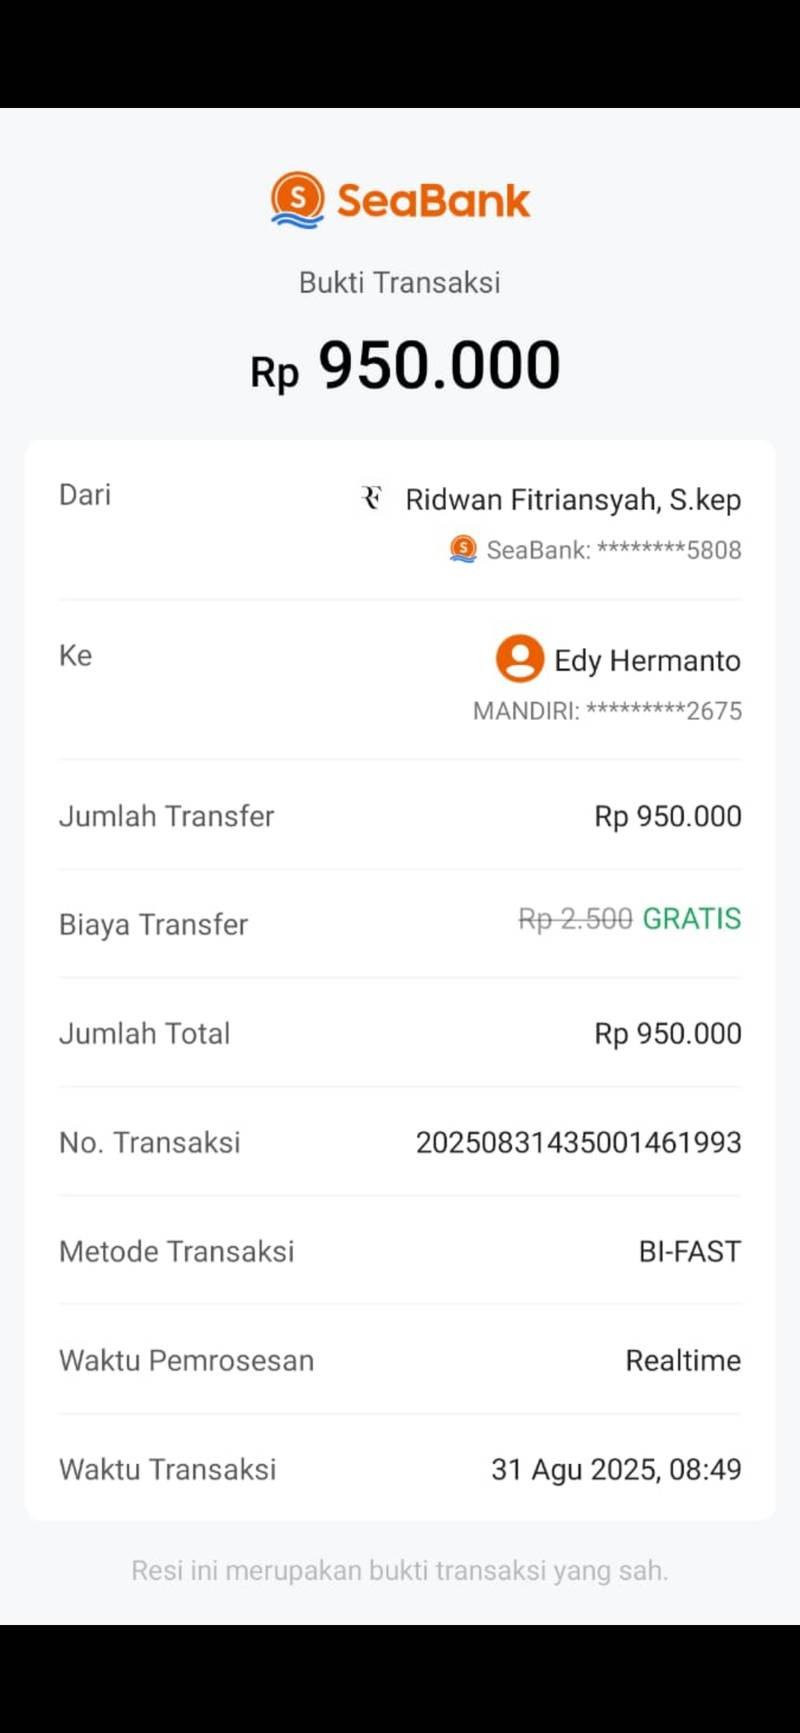 SeaBank
Bukti Transaksi
Rp 950.000
Dari
Ridwan Fitriansyah, S.kep
SeaBank: ********5808
Ke
Edy Hermanto
MANDIRI: *********2675
Jumlah Transfer
Rp 950.000
Biaya Transfer
Rp 2.500 GRATIS
Jumlah Total
Rp 950.000
No. Transaksi
20250831435001461993
Metode Transaksi
BI-FAST
Waktu Pemrosesan
Realtime
Waktu Transaksi
31 Agu 2025, 08:49
Resi ini merupakan bukti transaksi yang sah.